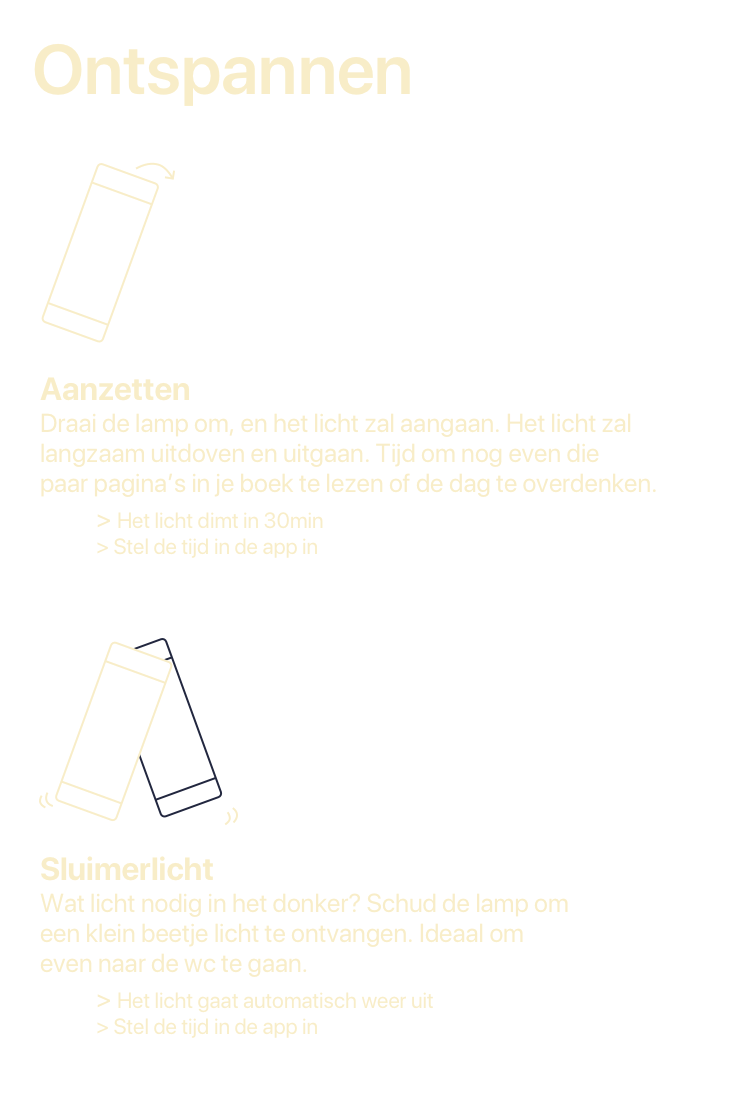 Ontspannen
Aanzetten
Draai de lamp om, en het licht zal aangaan. Het licht zal
langzaam uitdoven en uitgaan. Tijd om nog even die
paar pagina’s in je boek te lezen of de dag te overdenken.
> Het licht dimt in 30min
> Stel de tijd in de app in
Sluimerlicht
Wat licht nodig in het donker? Schud de lamp om
een klein beetje licht te ontvangen. Ideaal om
even naar de wc te gaan.
> Het licht gaat automatisch weer uit
> Stel de tijd in de app in